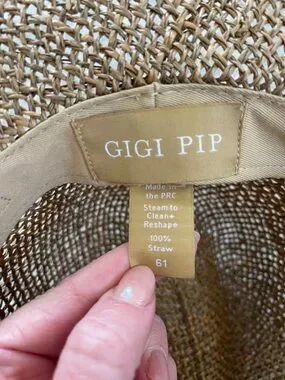 GIGI PIP
Made in
the PRC
Steam to
Clean +
Reshape
100%
Straw
61